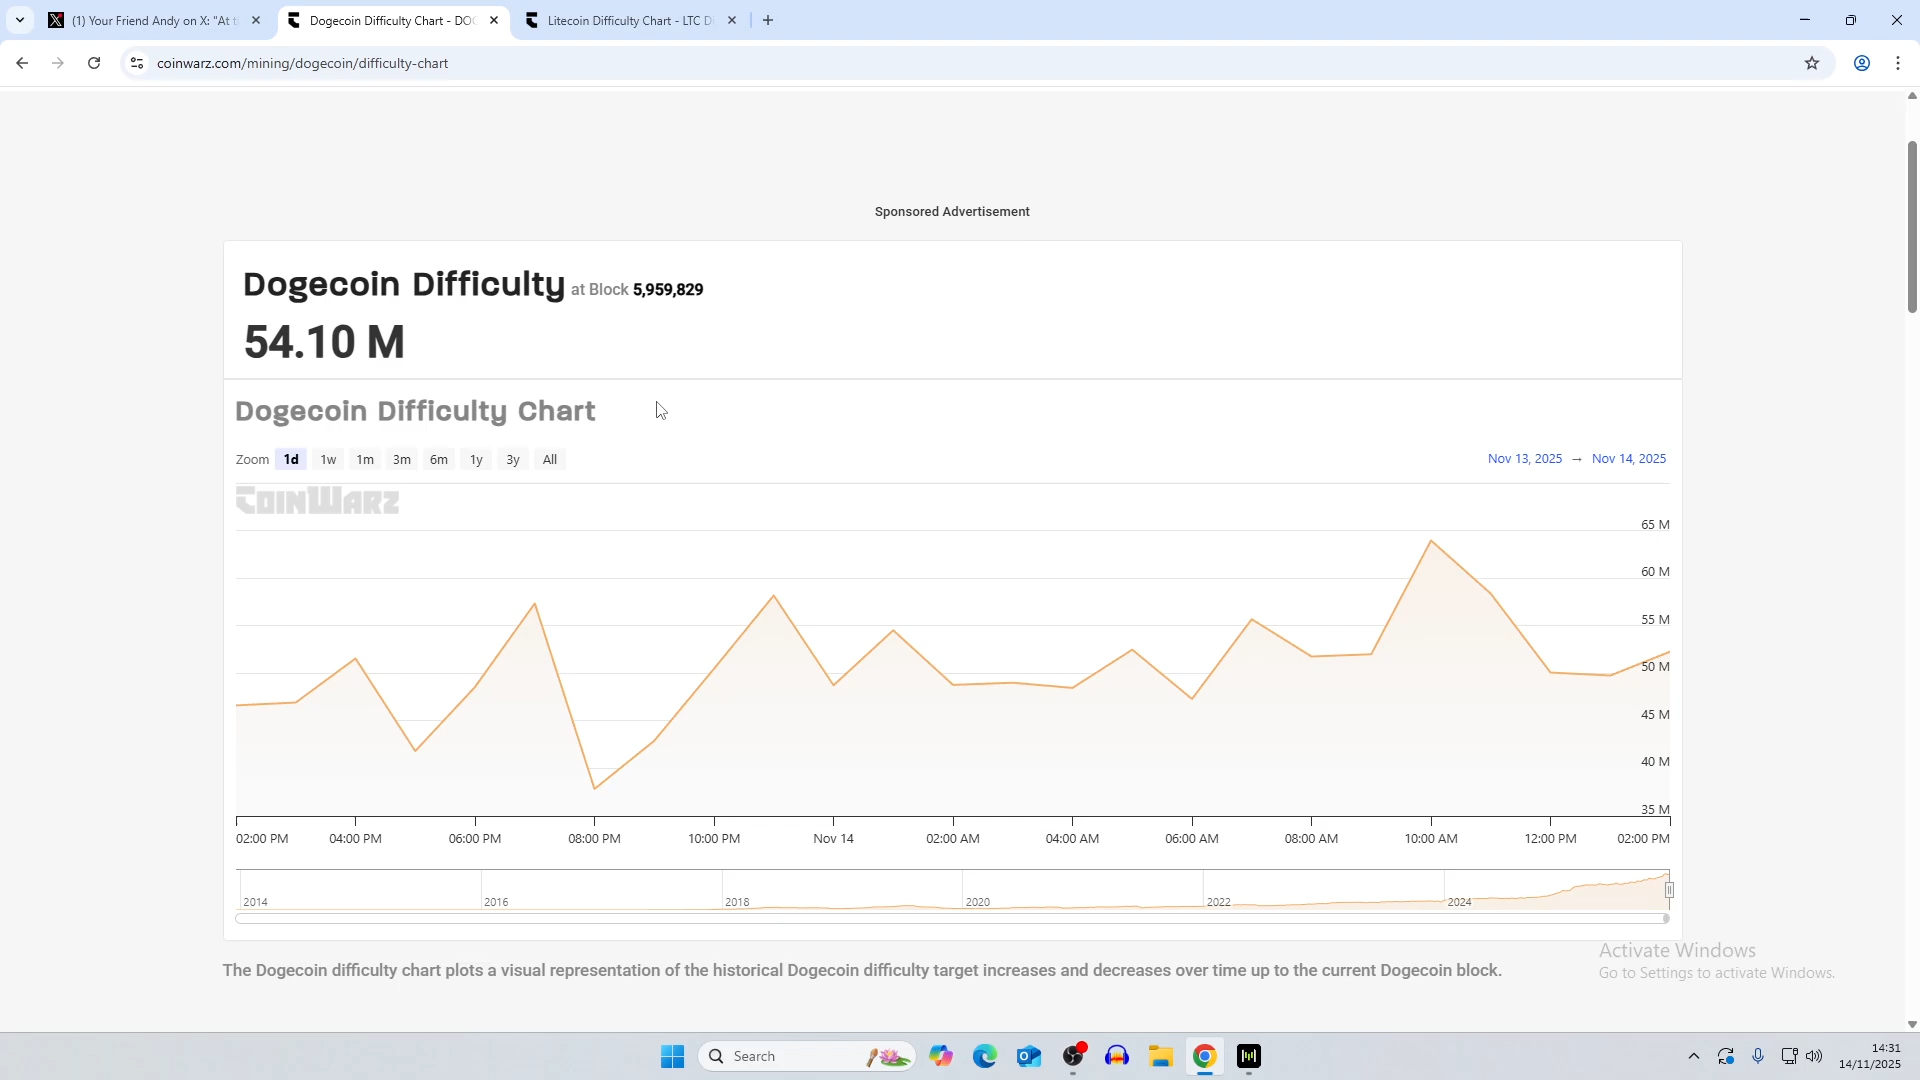 (1) Your Friend Andy on X: "At t
Dogecoin Difficulty Chart - DOG
Litecoin Difficulty Chart - LTC D
coinwarz.com/mining/dogecoin/difficulty-chart
Sponsored Advertisement
Dogecoin Difficulty at Block 5,959,829
54.10 M
Dogecoin Difficulty Chart
Zoom 1d 1w 1m 3m 6m 1y 3y All
Nov 13, 2025 → Nov 14, 2025
COINWARZ
65 M
60 M
55 M
50 M
45 M
40 M
35 M
02:00 PM 04:00 PM 06:00 PM 08:00 PM 10:00 PM Nov 14 02:00 AM 04:00 AM 06:00 AM 08:00 AM 10:00 AM 12:00 PM 02:00 PM
2014 2016 2018 2020 2022 2024
The Dogecoin difficulty chart plots a visual representation of the historical Dogecoin difficulty target increases and decreases over time up to the current Dogecoin block.
Activate Windows
Go to Settings to activate Windows.
Search
14:31
14/11/2025